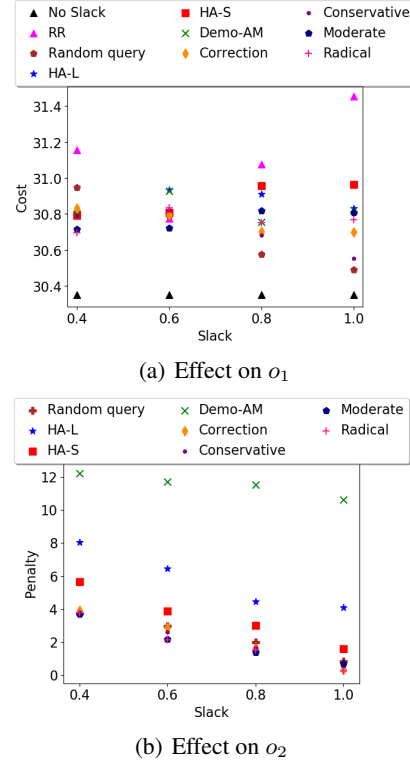 No Slack HA-S Conservative
RR Demo-AM Moderate
Random query Correction Radical
HA-L
31.4
31.2
31.0
30.8
30.6
30.4
Cost
0.4 0.6 0.8 1.0
Slack
(a) Effect on o1
Random query Demo-AM Moderate
HA-L Correction Radical
HA-S Conservative
12
10
8
6
4
2
0
Penalty
0.4 0.6 0.8 1.0
Slack
(b) Effect on o2